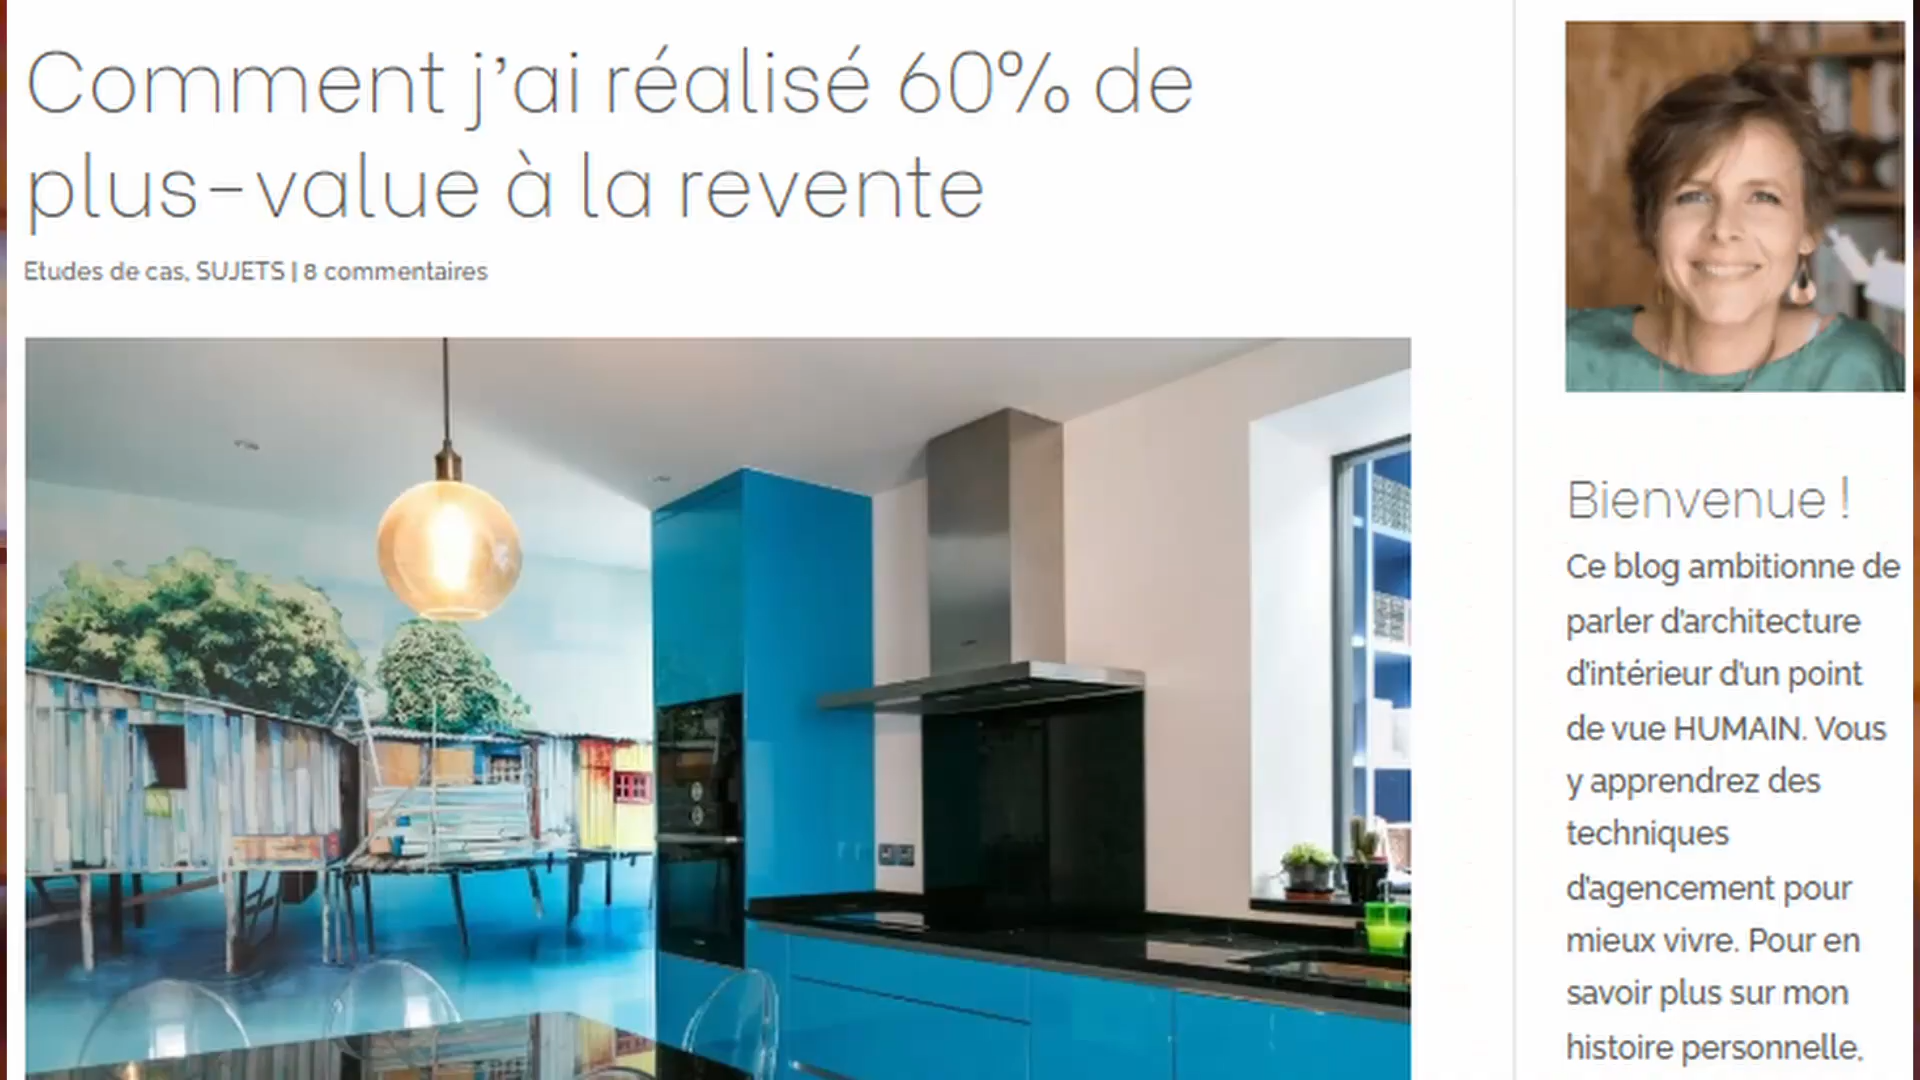 Comment j’ai réalisé 60% de
plus-value à la revente
Etudes de cas, SUJETS | 8 commentaires
Bienvenue !
Ce blog ambitionne de
parler d'architecture
d'intérieur d'un point
de vue HUMAIN. Vous
y apprendrez des
techniques
d'agencement pour
mieux vivre. Pour en
savoir plus sur mon
histoire personnelle,